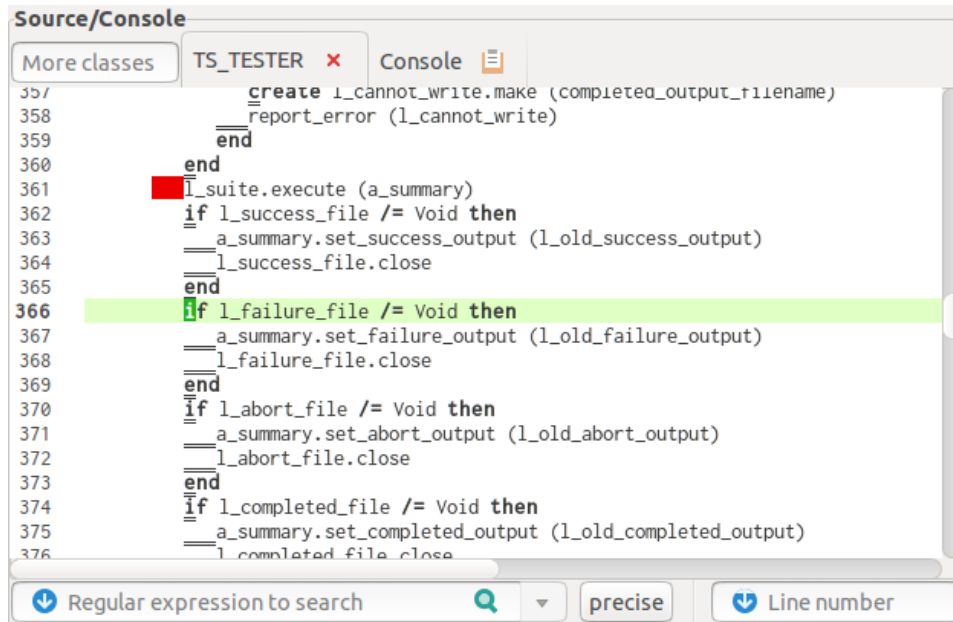 Source/Console
More classes TS_TESTER × Console
357 create l_cannot_write.make (completed_output_filename)
358 report_error (l_cannot_write)
359 end
360 end
361 l_suite.execute (a_summary)
362 if l_success_file /= Void then
363 a_summary.set_success_output (l_old_success_output)
364 l_success_file.close
365 end
366 if l_failure_file /= Void then
367 a_summary.set_failure_output (l_old_failure_output)
368 l_failure_file.close
369 end
370 if l_abort_file /= Void then
371 a_summary.set_abort_output (l_old_abort_output)
372 l_abort_file.close
373 end
374 if l_completed_file /= Void then
375 a_summary.set_completed_output (l_old_completed_output)
376 l_completed_file.close
Regular expression to search precise Line number